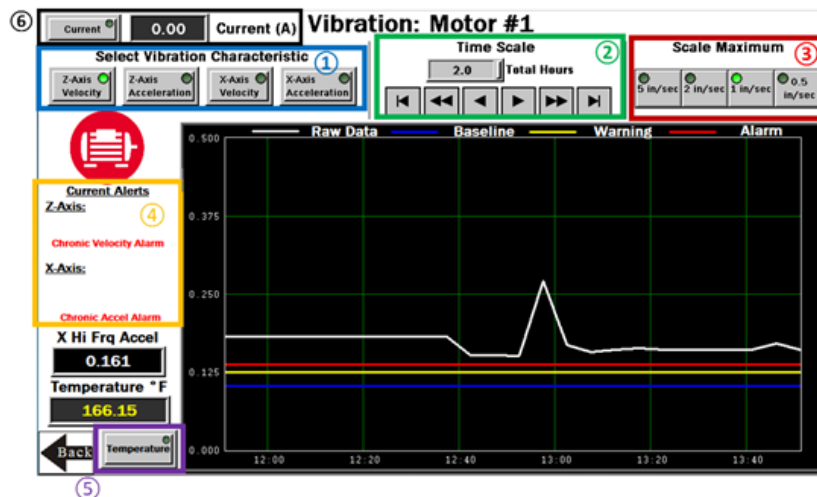 ⑥ Current 0.00 Current (A) Vibration: Motor #1
Select Vibration Characteristic ①
Z-Axis Velocity Z-Axis Acceleration X-Axis Velocity X-Axis Acceleration
Time Scale ②
2.0 Total Hours
Scale Maximum ③
5 in/sec 2 in/sec 1 in/sec 0.5 in/sec
Current Alerts
Z-Axis: ④
Chronic Velocity Alarm
X-Axis:
Chronic Accel Alarm
X Hi Frq Accel
0.161
Temperature °F
166.15
Back Temperature
⑤
Raw Data Baseline Warning Alarm
0.500
0.375
0.250
0.125
0.000
12:00 12:20 12:40 13:00 13:20 13:40